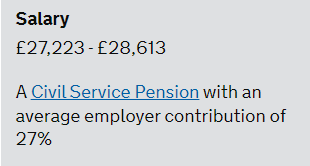 Salary
£27,223 - £28,613
A Civil Service Pension with an
average employer contribution of
27%